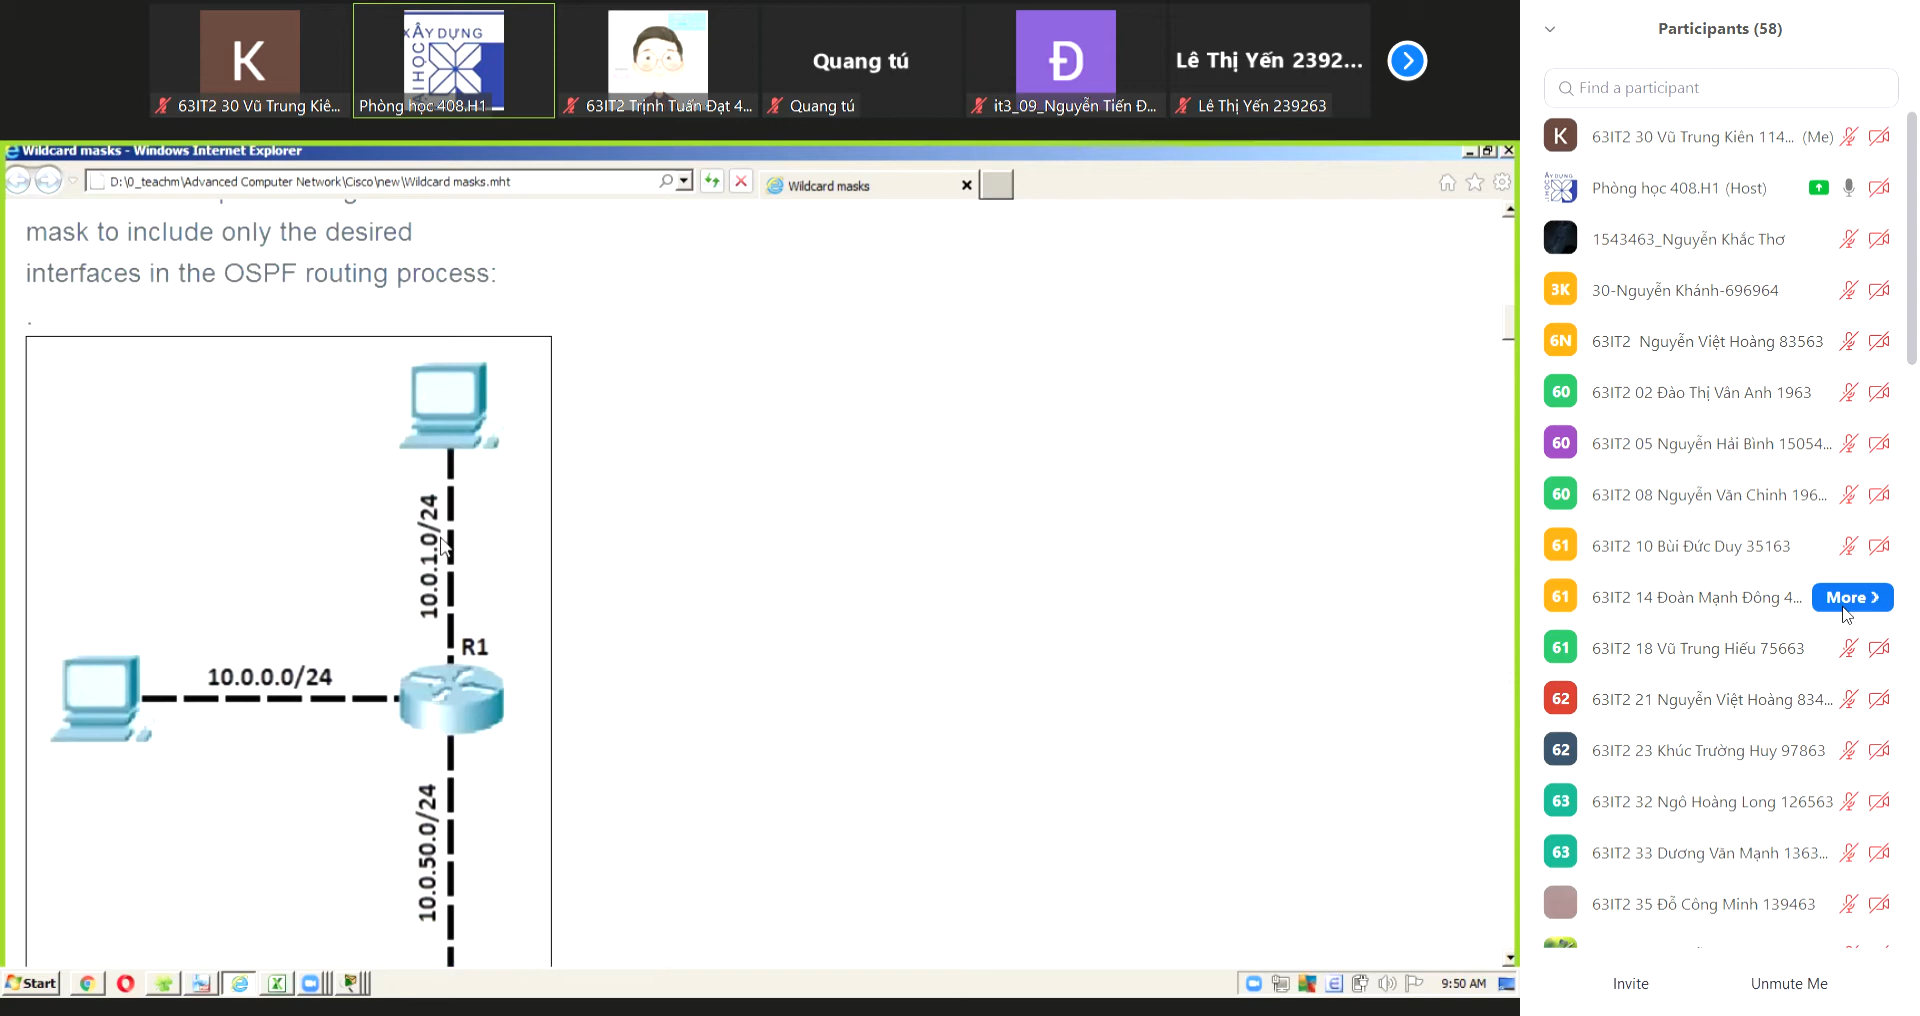 K
XÂY DỰNG
63IT2 30 Vũ Trung Kiê...
Phòng học 408.H1
63IT2 Trịnh Tuấn Đạt 4...
Quang tú
Quang tú
Đ
it3_09_Nguyễn Tiến Đ...
Lê Thị Yến 2392...
Lê Thị Yến 239263
Wildcard masks - Windows Internet Explorer
D:\0_teachm\Advanced Computer Network\Cisco\new\Wildcard masks.mht
Wildcard masks
mask to include only the desired
interfaces in the OSPF routing process:
.
10.0.1.0/24
R1
10.0.0.0/24
10.0.50.0/24
Start
9:50 AM
Participants (58)
Find a participant
K 63IT2 30 Vũ Trung Kiên 114... (Me)
Phòng học 408.H1 (Host)
1543463_Nguyễn Khắc Thơ
3K 30-Nguyễn Khánh-696964
6N 63IT2 Nguyễn Việt Hoàng 83563
60 63IT2 02 Đào Thị Vân Anh 1963
60 63IT2 05 Nguyễn Hải Bình 15054...
60 63IT2 08 Nguyễn Văn Chinh 196...
61 63IT2 10 Bùi Đức Duy 35163
61 63IT2 14 Đoàn Mạnh Đông 4... More
61 63IT2 18 Vũ Trung Hiếu 75663
62 63IT2 21 Nguyễn Việt Hoàng 834...
62 63IT2 23 Khúc Trường Huy 97863
63 63IT2 32 Ngô Hoàng Long 126563
63 63IT2 33 Dương Văn Mạnh 1363...
63IT2 35 Đỗ Công Minh 139463
Invite
Unmute Me